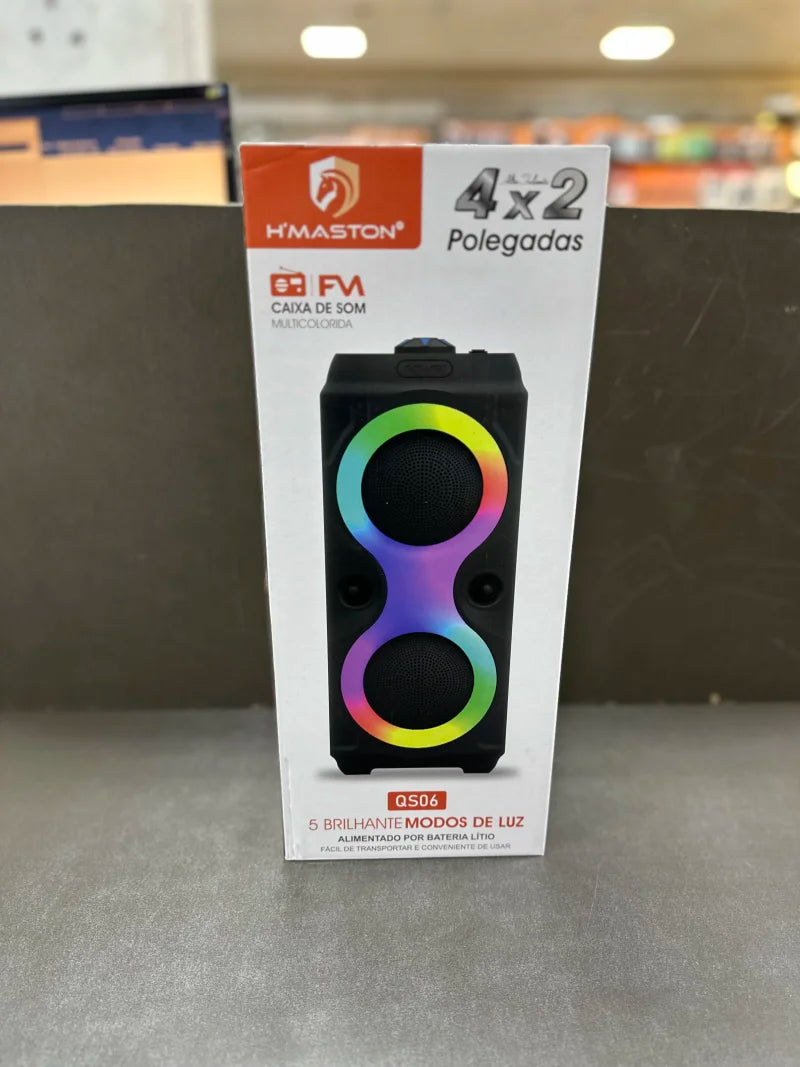 H'MASTON®
4x2
Polegadas
FM
CAIXA DE SOM
MULTICOLORIDA
QS06
5 BRILHANTE MODOS DE LUZ
ALIMENTADO POR BATERIA LÍTIO
FÁCIL DE TRANSPORTAR E CONVENIENTE DE USAR